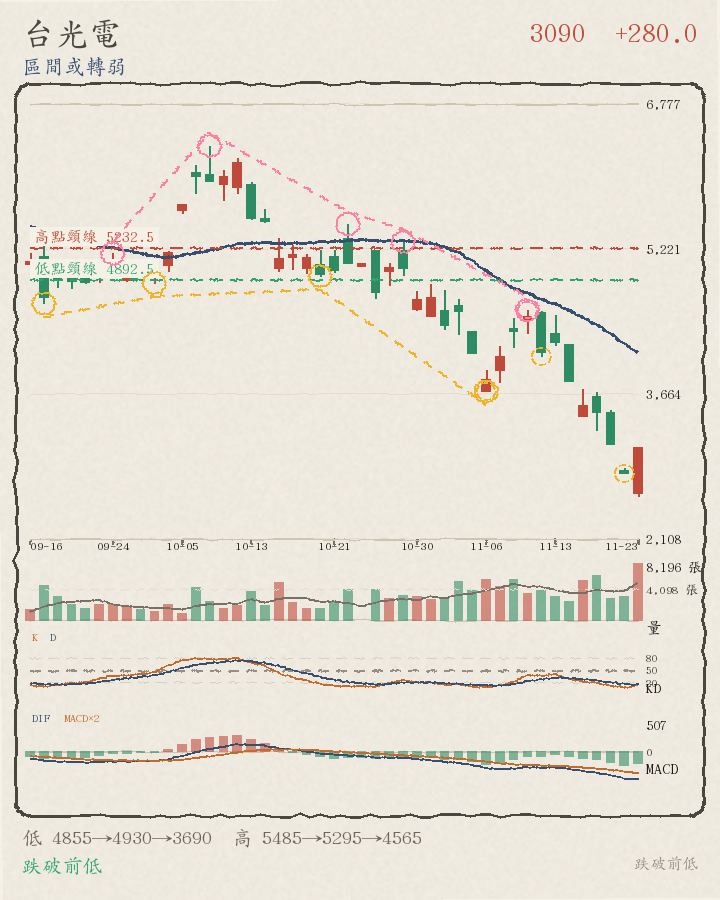 台光電
3090 +280.0
區間或轉弱
6.777
高點頸線 5232.5
5,221
低點頸線 4892.5
3,664
2,108
09-16 09-24 10-05 10-13 10-21 10-30 11-06 11-13 11-23
8,196 張
4,098 張
量
K D
80
50
20
KD
DIF MACD×2
507
0
MACD
低 4855→4930→3690 高 5485→5295→4565
跌破前低
跌破前低